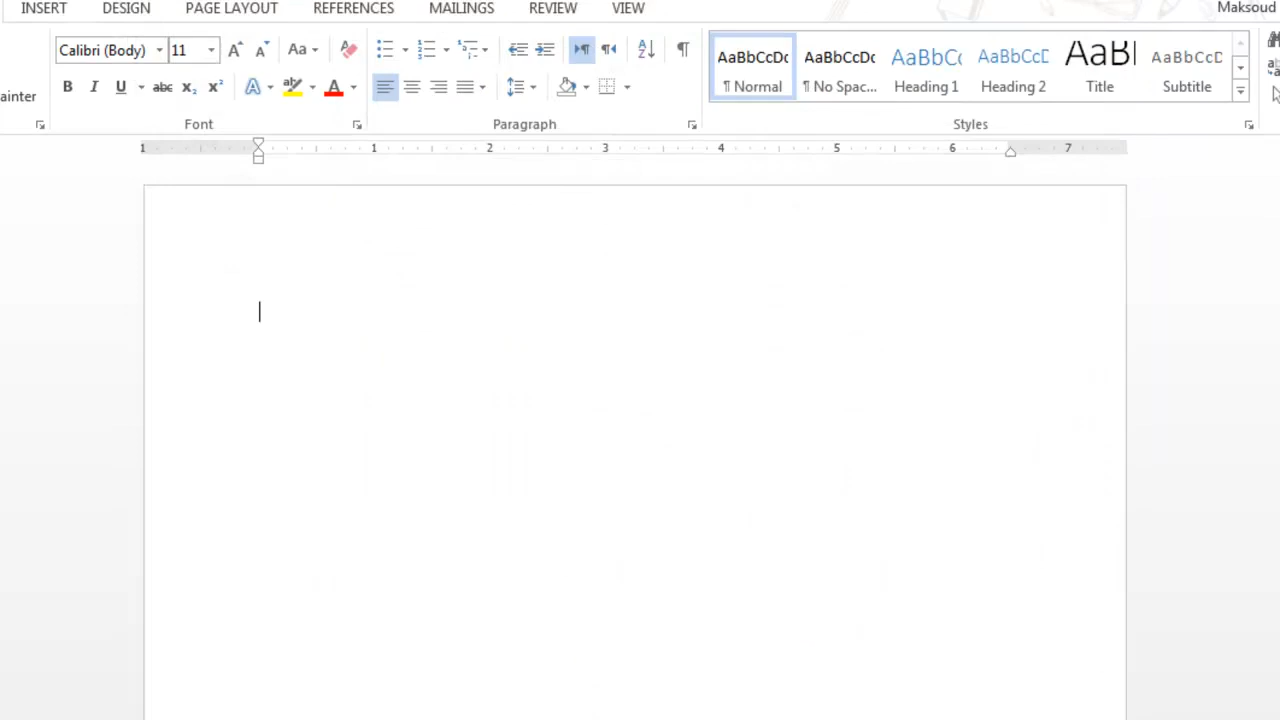 INSERT DESIGN PAGE LAYOUT REFERENCES MAILINGS REVIEW VIEW Maksoud
Calibri (Body) 11 A A Aa A Z ¶ AaBbCcDc AaBbCcDc AaBbCc AaBbCcD AaB AaBbCcD
ainter B I U abc x₂ x² A ab A ¶ Normal ¶ No Spac... Heading 1 Heading 2 Title Subtitle
Font Paragraph Styles
1 1 2 3 4 5 6 7